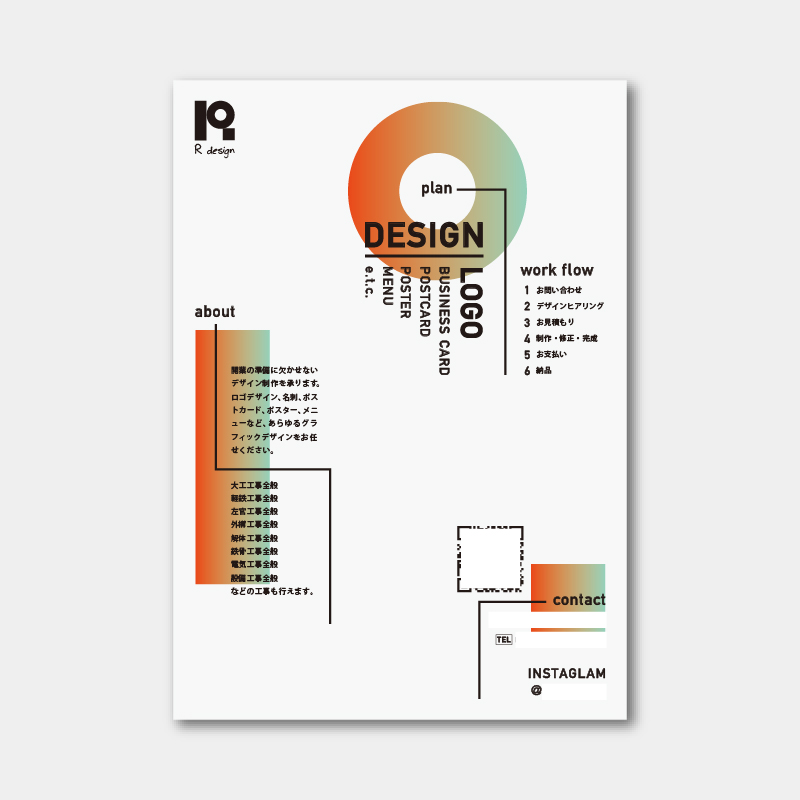 R design
plan
DESIGN
LOGO
BUSINESS CARD
POSTCARD
POSTER
MENU
e.t.c.
work flow
1 お問い合わせ
2 デザインヒアリング
3 お見積もり
4 制作・修正・完成
5 お支払い
6 納品
about
開業の準備に欠かせない
デザイン制作を承ります。
ロゴデザイン、名刺、ポス
トカード、ポスター、メニ
ューなど、あらゆるグラ
フィックデザインをお任
せください。
大工工事全般
軽鉄工事全般
左官工事全般
外構工事全般
解体工事全般
鉄骨工事全般
電気工事全般
設備工事全般
などの工事も行えます。
contact
TEL
INSTAGLAM
@